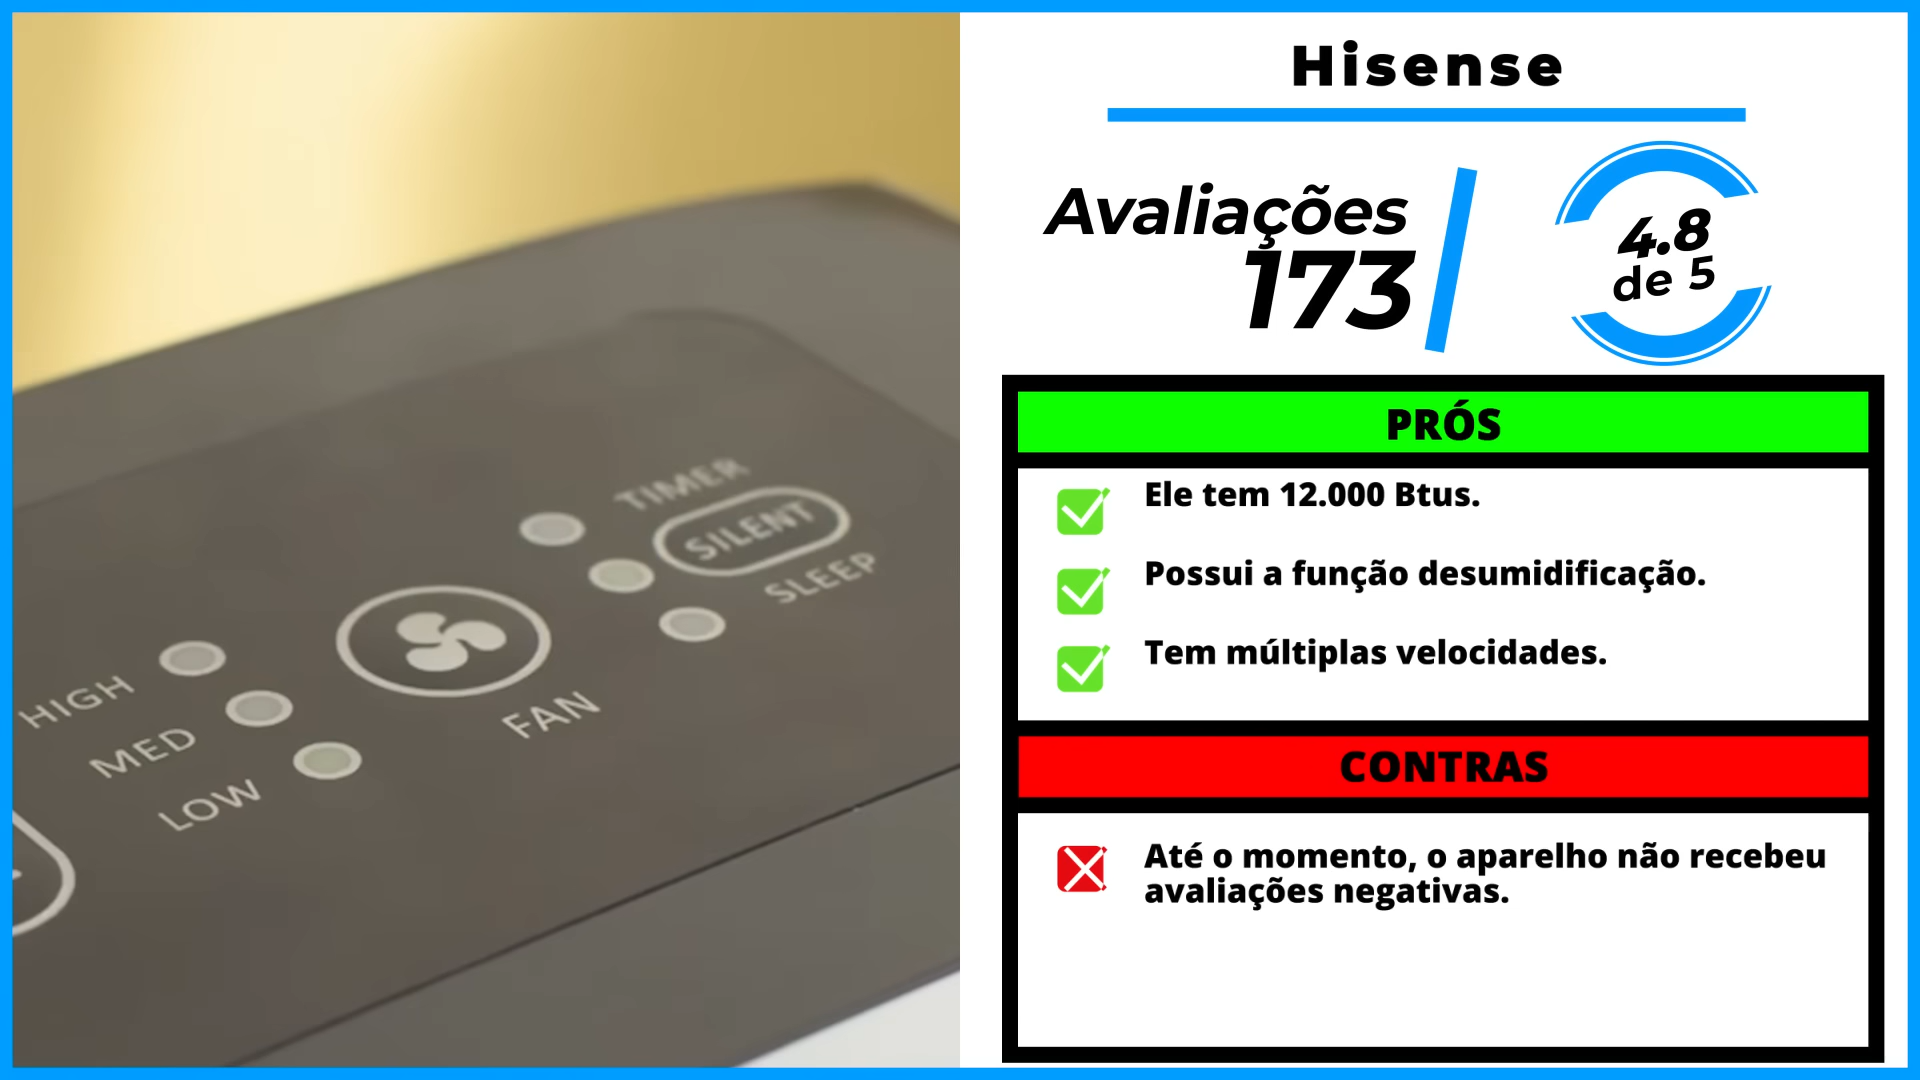 Hisense
Avaliações
173
4.8
de 5
PRÓS
Ele tem 12.000 Btus.
Possui a função desumidificação.
Tem múltiplas velocidades.
CONTRAS
Até o momento, o aparelho não recebeu
avaliações negativas.
TIMER
SILENT
SLEEP
HIGH
MED
LOW
FAN